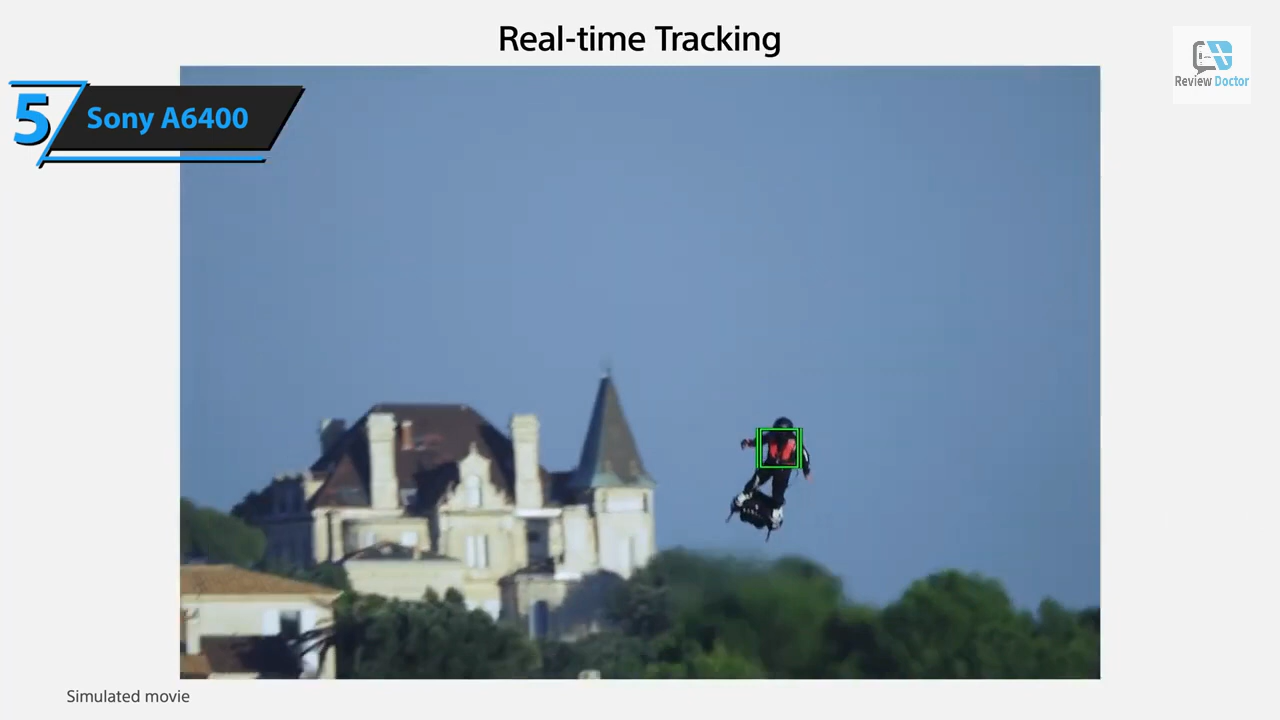 Real-time Tracking
Review Doctor
5
Sony A6400
Simulated movie